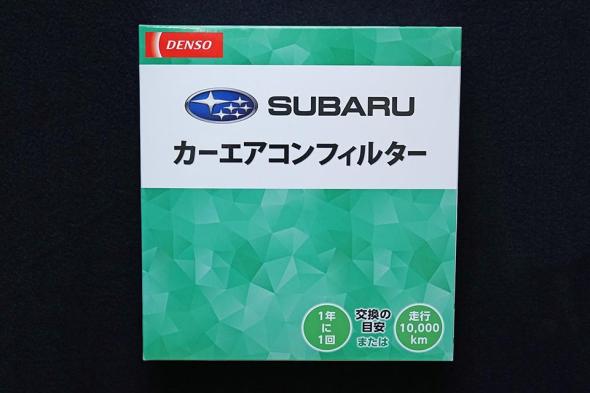 DENSO
SUBARU
カーエアコンフィルター
1年
に
1回
交換の
目安
または
走行
10,000
km